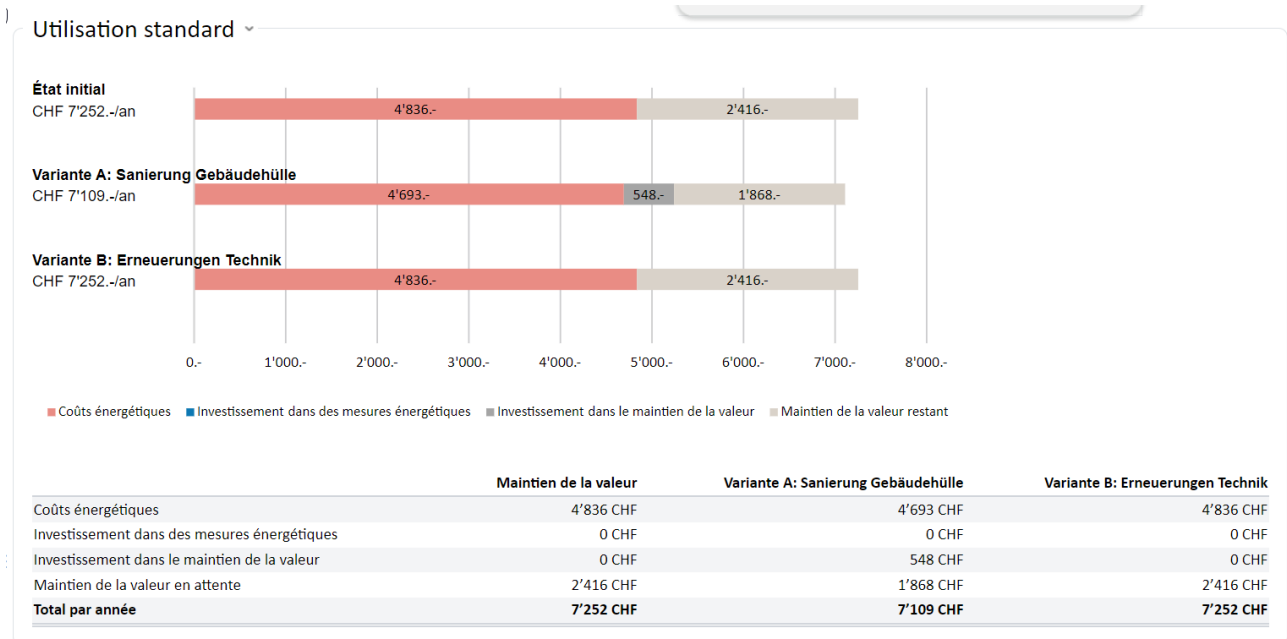 Utilisation standard
État initial
CHF 7'252.-/an
4'836.- 2'416.-
Variante A: Sanierung Gebäudehülle
CHF 7'109.-/an
4'693.- 548.- 1'868.-
Variante B: Erneuerungen Technik
CHF 7'252.-/an
4'836.- 2'416.-
0.- 1'000.- 2'000.- 3'000.- 4'000.- 5'000.- 6'000.- 7'000.- 8'000.-
Coûts énergétiques Investissement dans des mesures énergétiques Investissement dans le maintien de la valeur Maintien de la valeur restant
Maintien de la valeur Variante A: Sanierung Gebäudehülle Variante B: Erneuerungen Technik
Coûts énergétiques 4’836 CHF 4’693 CHF 4’836 CHF
Investissement dans des mesures énergétiques 0 CHF 0 CHF 0 CHF
Investissement dans le maintien de la valeur 0 CHF 548 CHF 0 CHF
Maintien de la valeur en attente 2’416 CHF 1’868 CHF 2’416 CHF
Total par année 7’252 CHF 7’109 CHF 7’252 CHF